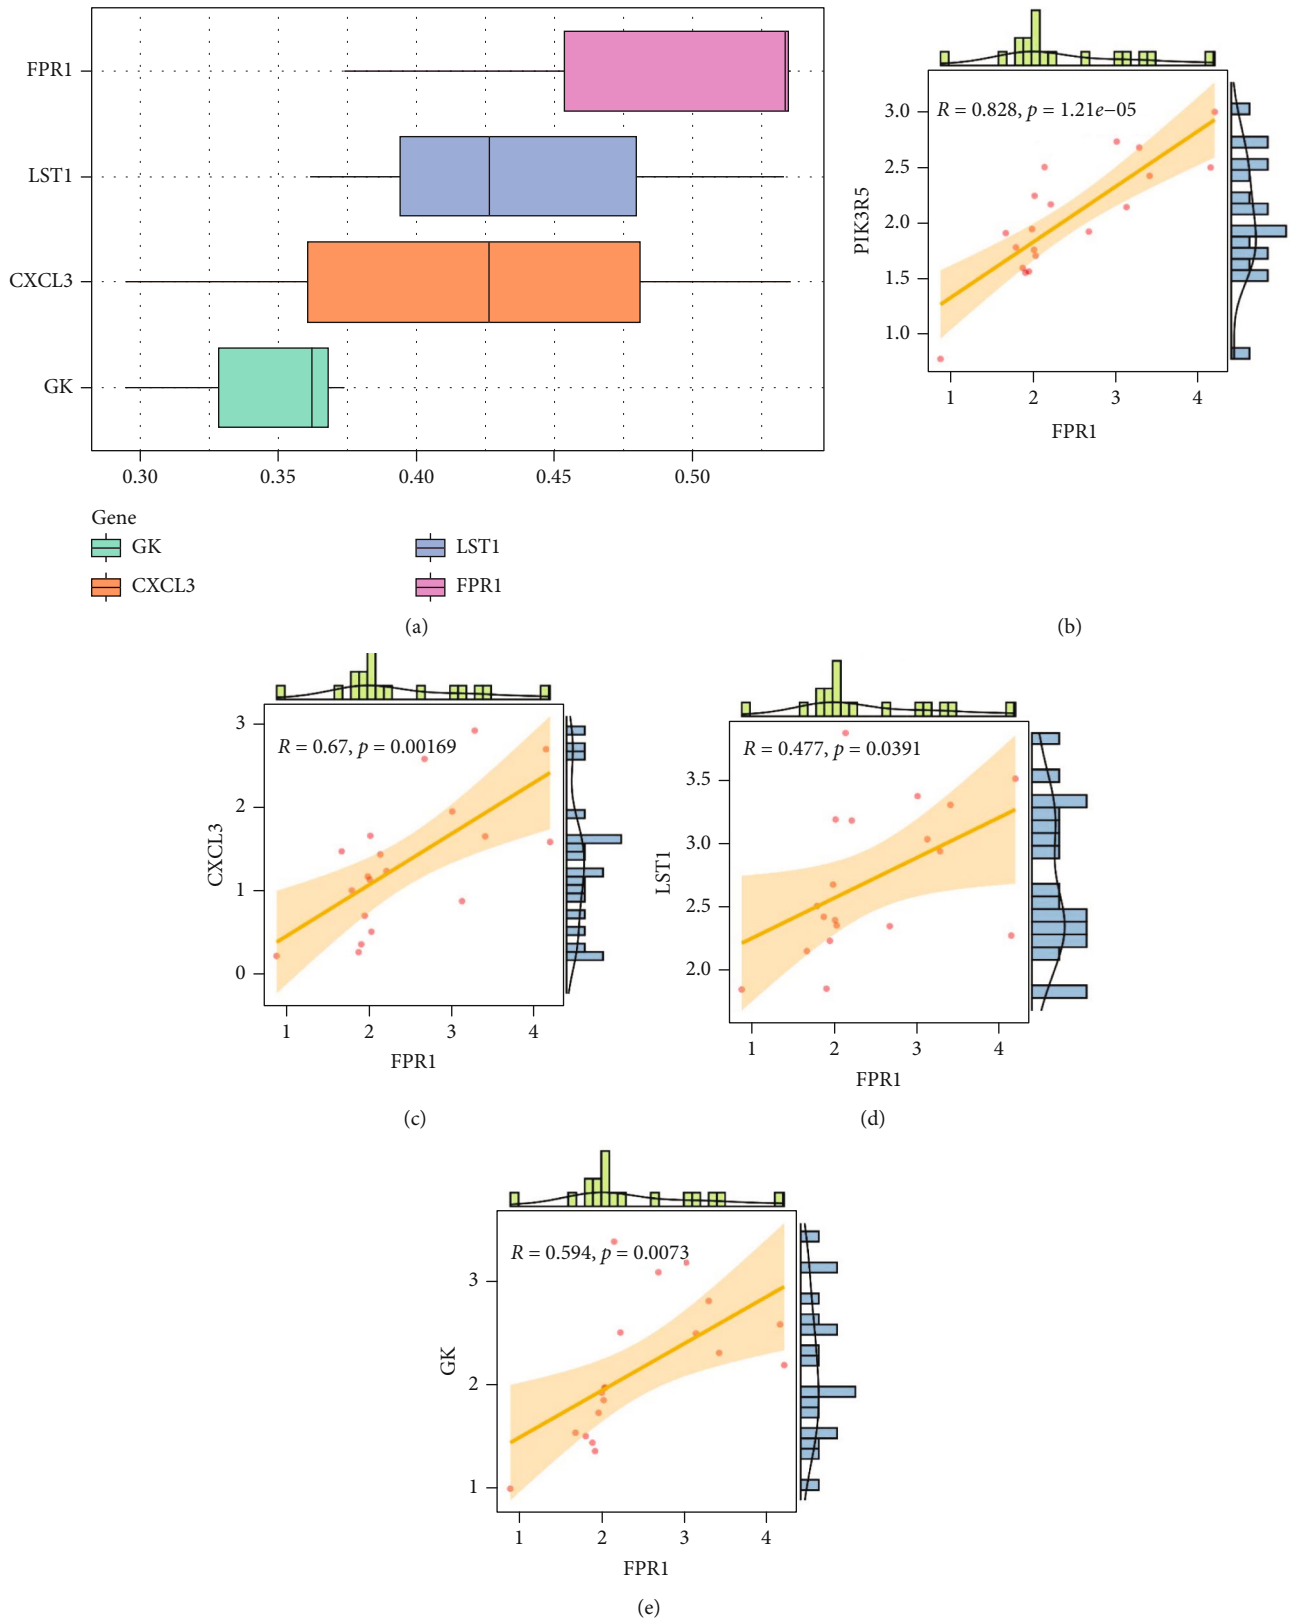 FPR1
LST1
CXCL3
GK
0.30 0.35 0.40 0.45 0.50
Gene
GK LST1
CXCL3 FPR1
(a)
R = 0.828, p = 1.21e−05
PIK3R5
3.0
2.5
2.0
1.5
1.0
1 2 3 4
FPR1
(b)
R = 0.67, p = 0.00169
CXCL3
3
2
1
0
1 2 3 4
FPR1
(c)
R = 0.477, p = 0.0391
LST1
3.5
3.0
2.5
2.0
1 2 3 4
FPR1
(d)
R = 0.594, p = 0.0073
GK
3
2
1
1 2 3 4
FPR1
(e)